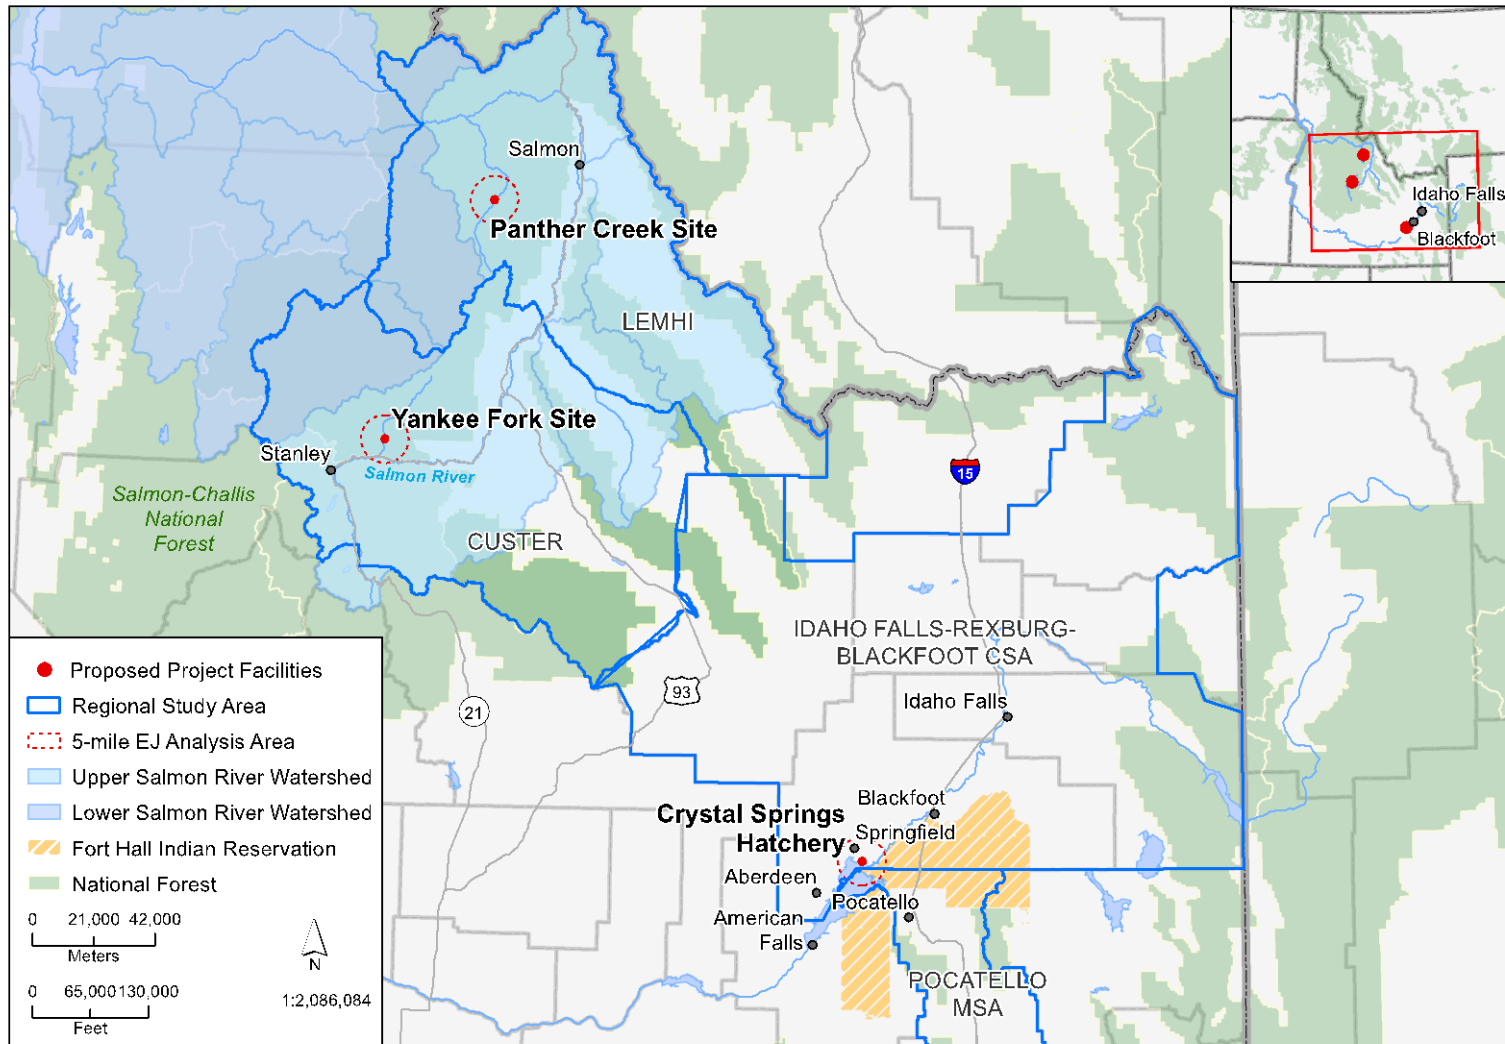 Salmon
Panther Creek Site
LEMHI
Yankee Fork Site
Stanley
Salmon River
Salmon-Challis
National
Forest
CUSTER
15
IDAHO FALLS-REXBURG-
BLACKFOOT CSA
Idaho Falls
93
21
Blackfoot
Crystal Springs
Hatchery
Springfield
Aberdeen
Pocatello
American
Falls
POCATELLO
MSA
Idaho Falls
Blackfoot
Proposed Project Facilities
Regional Study Area
5-mile EJ Analysis Area
Upper Salmon River Watershed
Lower Salmon River Watershed
Fort Hall Indian Reservation
National Forest
0 21,000 42,000
Meters
0 65,000 130,000
Feet
N
1:2,086,084